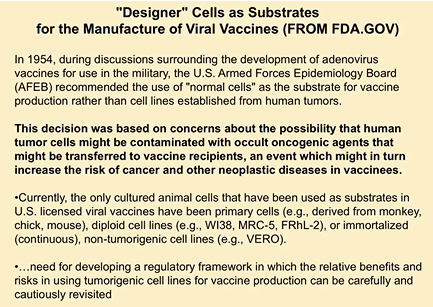 "Designer" Cells as Substrates
for the Manufacture of Viral Vaccines (FROM FDA.GOV)
In 1954, during discussions surrounding the development of adenovirus
vaccines for use in the military, the U.S. Armed Forces Epidemiology Board
(AFEB) recommended the use of "normal cells" as the substrate for vaccine
production rather than cell lines established from human tumors.
This decision was based on concerns about the possibility that human
tumor cells might be contaminated with occult oncogenic agents that
might be transferred to vaccine recipients, an event which might in turn
increase the risk of cancer and other neoplastic diseases in vaccinees.
•Currently, the only cultured animal cells that have been used as substrates in
U.S. licensed viral vaccines have been primary cells (e.g., derived from monkey,
chick, mouse), diploid cell lines (e.g., WI38, MRC-5, FRhL-2), or immortalized
(continuous), non-tumorigenic cell lines (e.g., VERO).
•…need for developing a regulatory framework in which the relative benefits and
risks in using tumorigenic cell lines for vaccine production can be carefully and
cautiously revisited